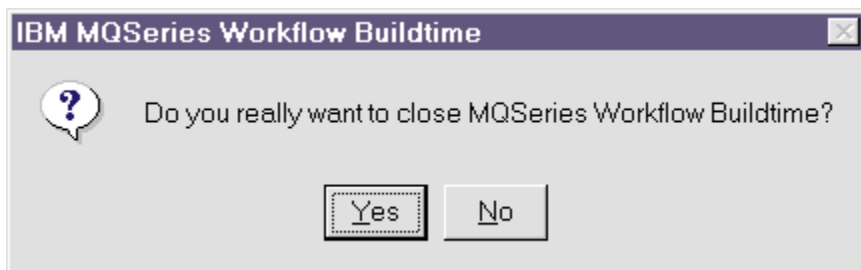 IBM MQSeries Workflow Buildtime
Do you really want to close MQSeries Workflow Buildtime?
Yes
No